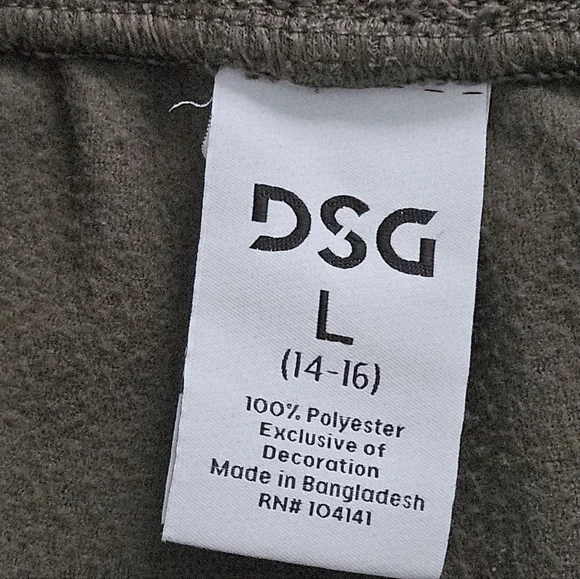 DSG
L
(14-16)
100% Polyester
Exclusive of
Decoration
Made in Bangladesh
RN# 104141